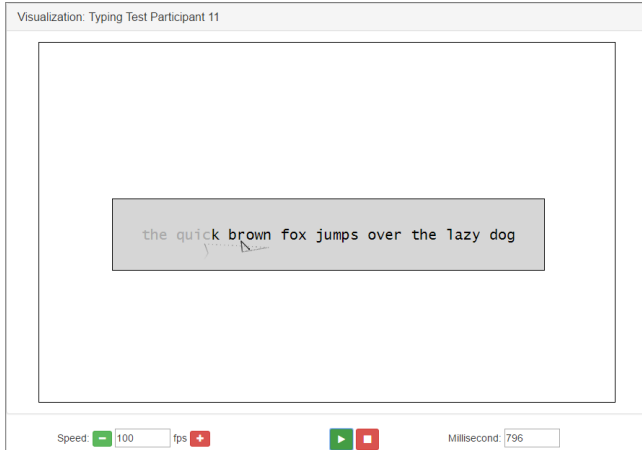 Visualization: Typing Test Participant 11
the quick brown fox jumps over the lazy dog
Speed: 100 fps Millisecond: 796